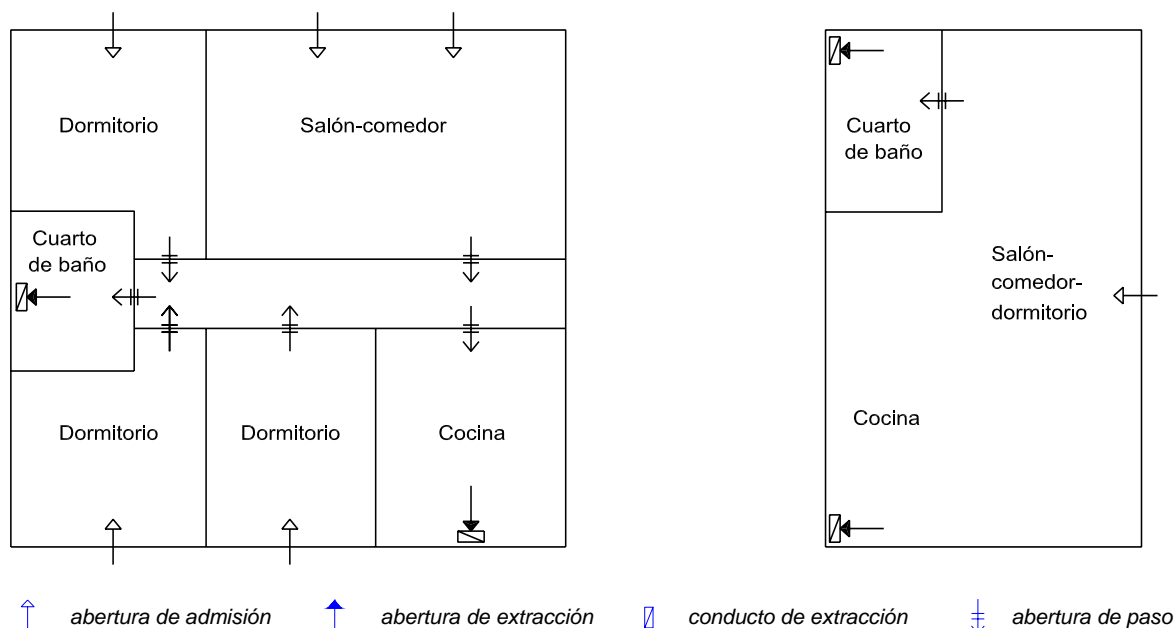 Dormitorio
Salón-comedor
Cuarto
de baño
Cuarto
de baño
Salón-
comedor-
dormitorio
Cocina
Dormitorio
Dormitorio
Cocina
abertura de admisión
abertura de extracción
conducto de extracción
abertura de paso